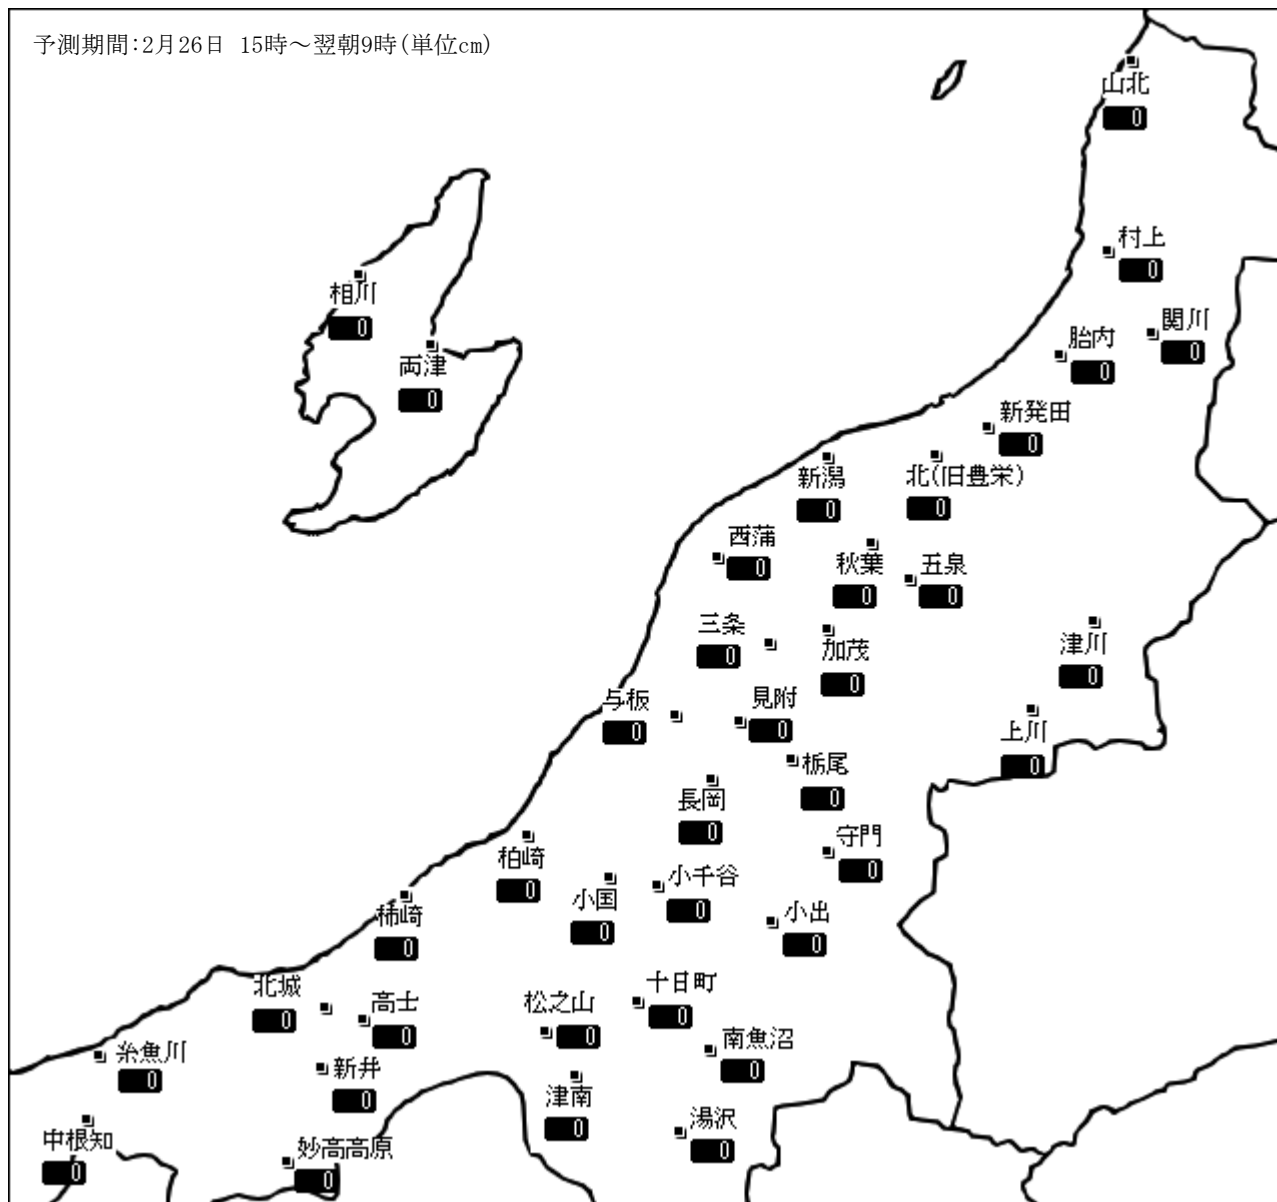 予測期間:2月26日 15時～翌朝9時(単位cm)
山北
0
村上
0
相川
0
関川
0
胎内
0
両津
0
新発田
0
新潟
0
北(旧豊栄)
0
西蒲
0
秋葉
0
五泉
0
三条
0
加茂
0
津川
0
与板
0
見附
0
上川
0
栃尾
0
長岡
0
守門
0
柏崎
0
小千谷
0
小国
0
小出
0
柿崎
0
北城
0
高士
0
松之山
0
十日町
0
南魚沼
0
糸魚川
0
新井
0
津南
0
湯沢
0
中根知
0
妙高高原
0